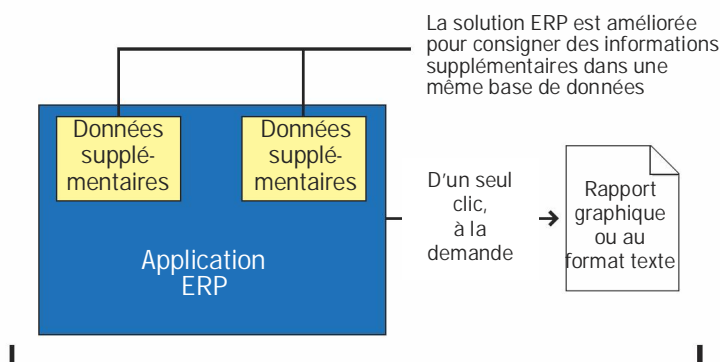 La solution ERP est améliorée
pour consigner des informations
supplémentaires dans une
même base de données
Données
supplé-
mentaires
Données
supplé-
mentaires
Application
ERP
D'un seul
clic,
à la
demande
Rapport
graphique
ou au
format texte